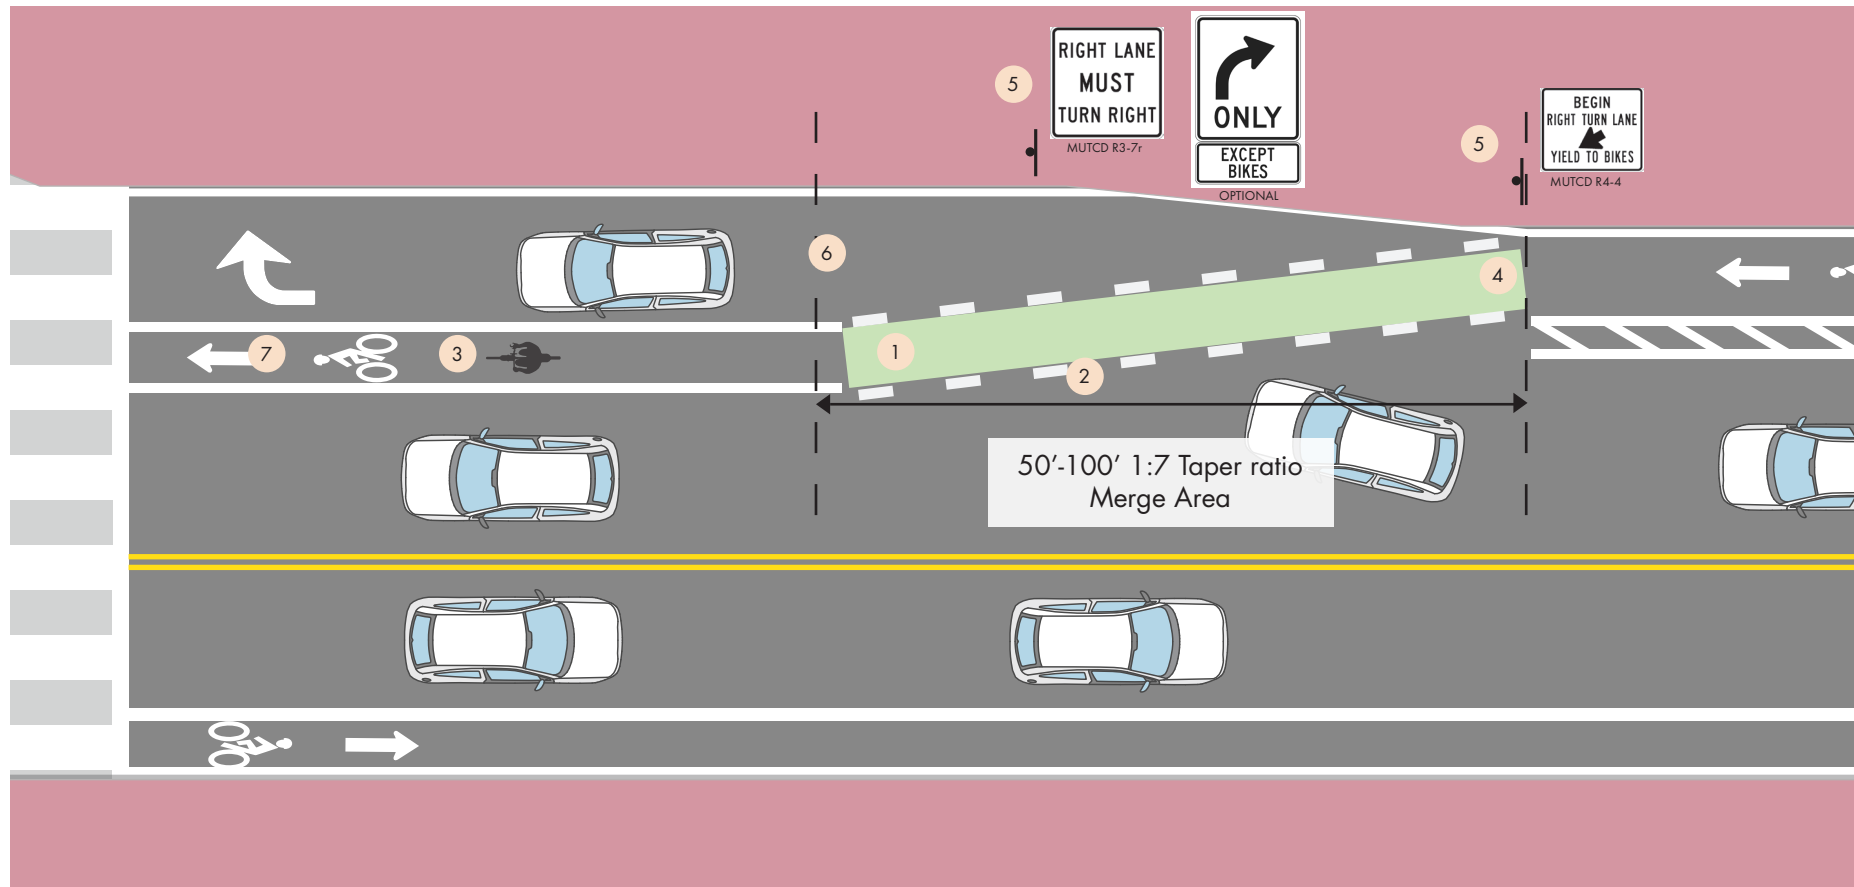 5
RIGHT LANE
MUST
TURN RIGHT
MUTCD R3-7r
ONLY
EXCEPT
BIKES
OPTIONAL
5
BEGIN
RIGHT TURN LANE
YIELD TO BIKES
MUTCD R4-4
6
4
7
3
1
2
50’-100’ 1:7 Taper ratio
Merge Area